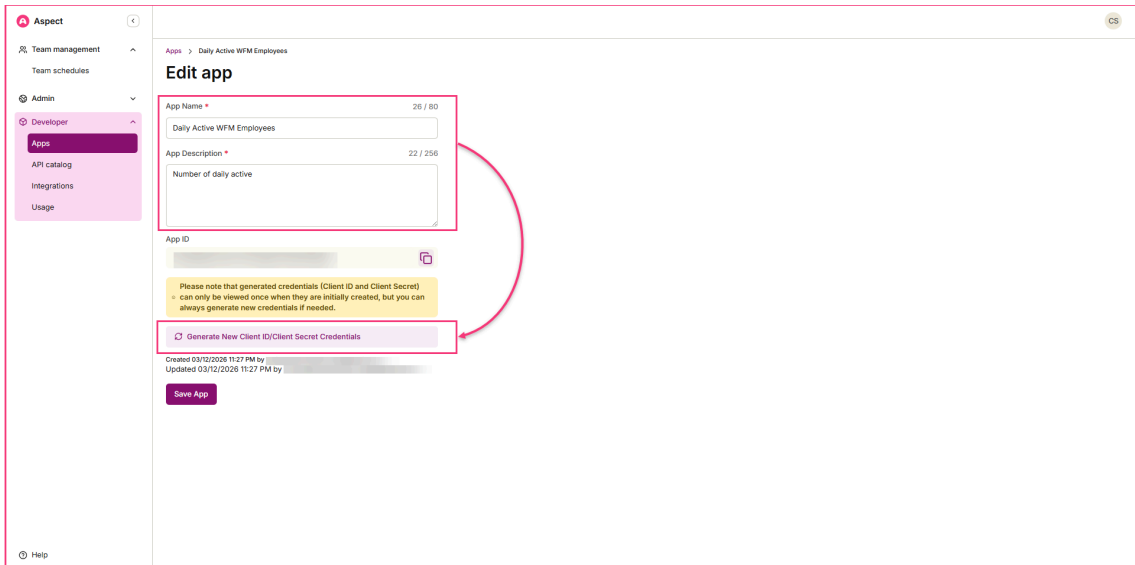 Aspect
CS
Team management
Team schedules
Admin
Developer
Apps
API catalog
Integrations
Usage
Help
Apps > Daily Active WFM Employees
Edit app
App Name * 26 / 80
Daily Active WFM Employees
App Description * 22 / 256
Number of daily active
App ID
Please note that generated credentials (Client ID and Client Secret)
can only be viewed once when they are initially created, but you can
always generate new credentials if needed.
Generate New Client ID/Client Secret Credentials
Created 03/12/2026 11:27 PM by
Updated 03/12/2026 11:27 PM by
Save App